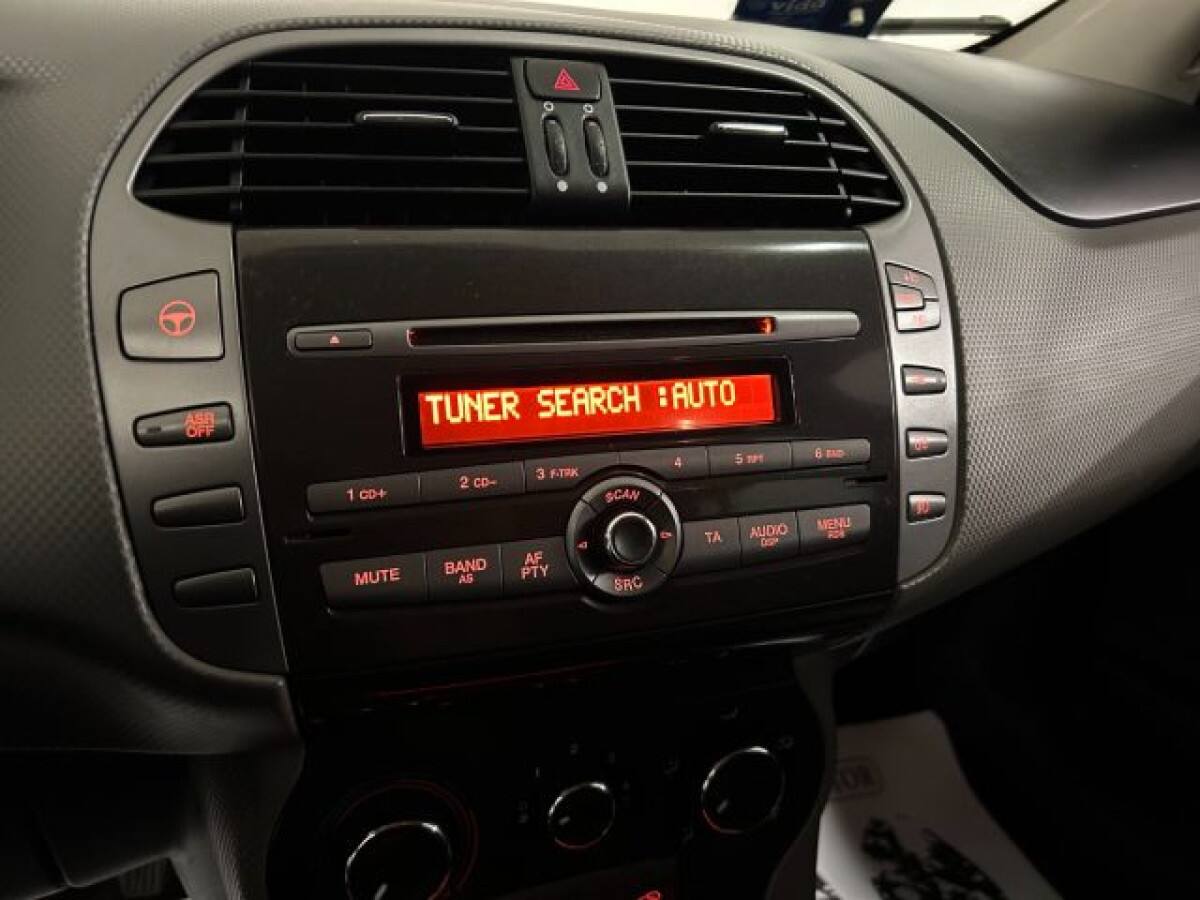 ASR
OFF
TUNER SEARCH :AUTO
1 CD+
2 CD-
3 F-TRK
4
5 RPT
6 RND
SCAN
MUTE
BAND
AS
AF
PTY
SRC
TA
AUDIO
DSP
MENU
RDS